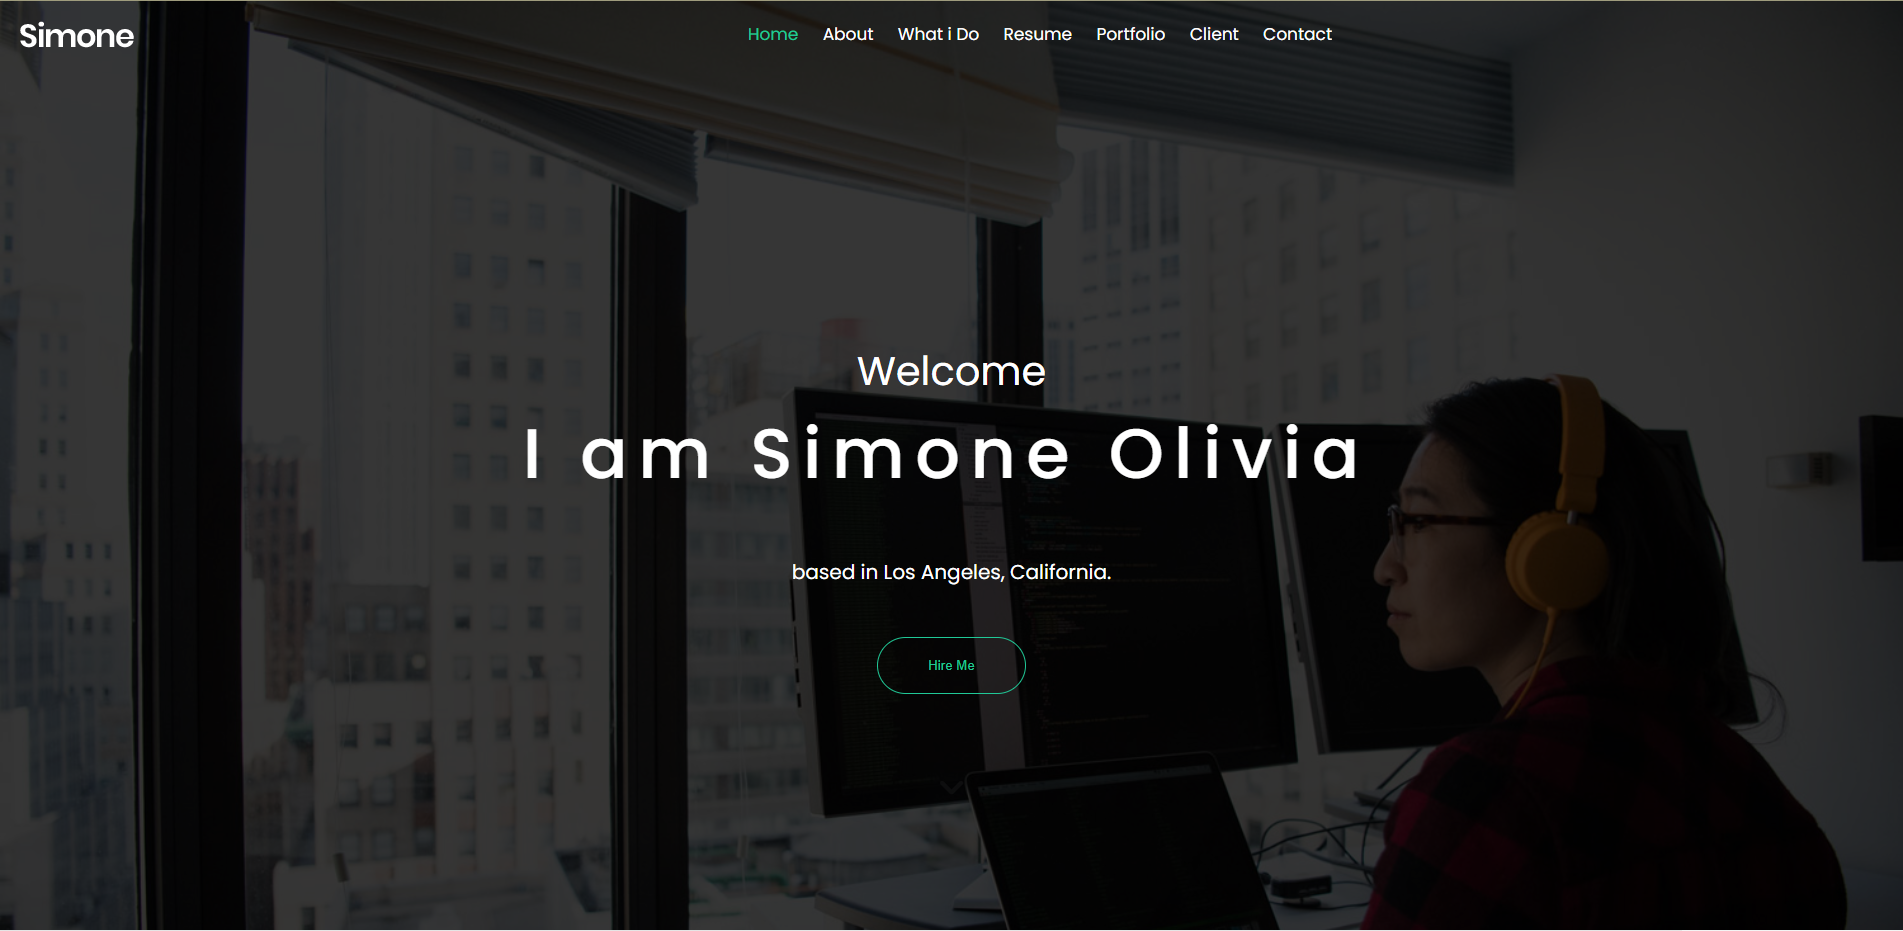 Simone
Home About What i Do Resume Portfolio Client Contact
Welcome
I am Simone Olivia
based in Los Angeles, California.
Hire Me